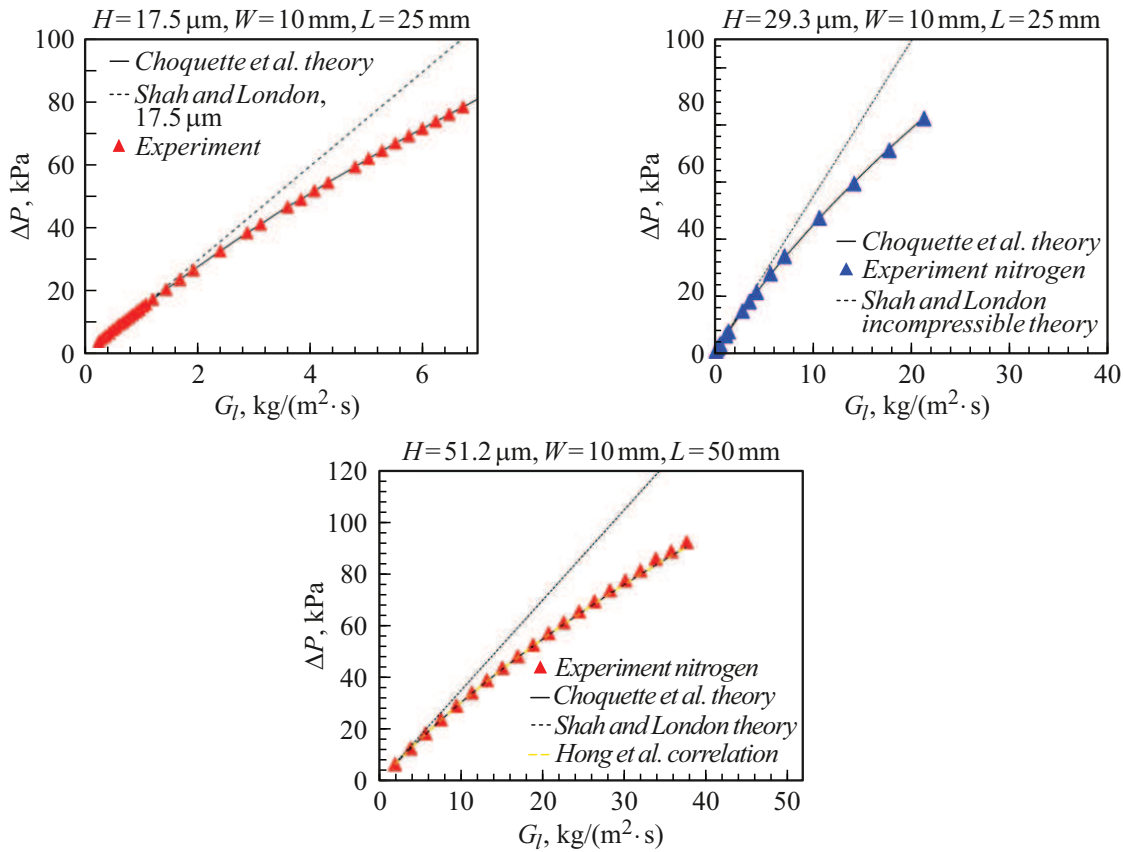 H=17.5 μm, W=10 mm, L=25 mm
100
80
60
40
20
0
ΔP, kPa
Choquette et al. theory
Shah and London,
17.5 μm
Experiment
0 2 4 6
G_l, kg/(m²·s)
H=29.3 μm, W=10 mm, L=25 mm
100
80
60
40
20
0
ΔP, kPa
Choquette et al. theory
Experiment nitrogen
Shah and London
incompressible theory
0 10 20 30 40
G_l, kg/(m²·s)
H=51.2 μm, W=10 mm, L=50 mm
120
100
80
60
40
20
0
ΔP, kPa
Experiment nitrogen
Choquette et al. theory
Shah and London theory
Hong et al. correlation
0 10 20 30 40 50
G_l, kg/(m²·s)